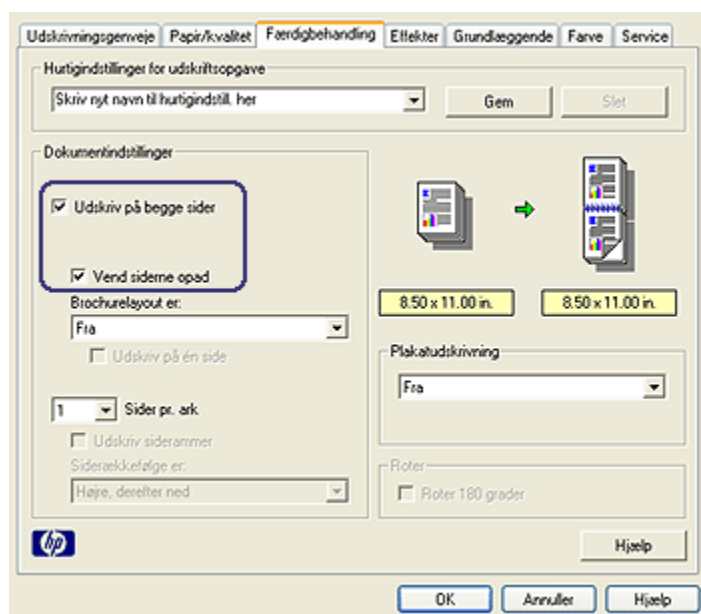 Udskrivningsgenveje Papir/kvalitet Færdigbehandling Effekter Grundlæggende Farve Service
Hurtigindstillinger for udskriftsopgave
Skriv nyt navn til hurtigindstill. her
Gem
Slet
Dokumentindstillinger
Udskriv på begge sider
Vend siderne opad
Brochurelayout er:
Fra
Udskriv på én side
1 Sider pr. ark
Udskriv siderammer
Siderækkefølge er:
Højre, derefter ned
8.50 x 11.00 in.
8.50 x 11.00 in.
Plakatudskrivning
Fra
Roter
Roter 180 grader
hp
Hjælp
OK
Annuller
Hjælp